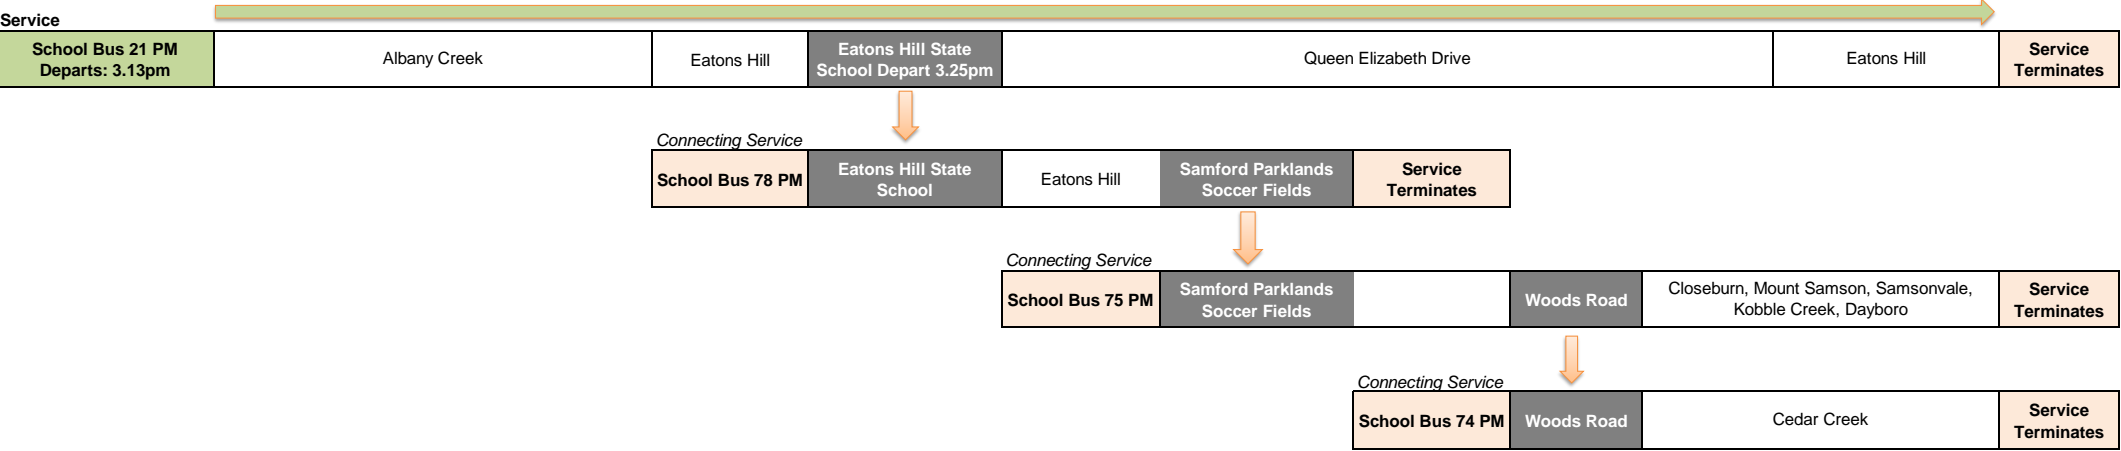 Service
School Bus 21 PM
Departs: 3.13pm
Albany Creek
Eatons Hill
Eatons Hill State
School Depart 3.25pm
Queen Elizabeth Drive
Eatons Hill
Service
Terminates
Connecting Service
School Bus 78 PM
Eatons Hill State
School
Eatons Hill
Samford Parklands
Soccer Fields
Service
Terminates
Connecting Service
School Bus 75 PM
Samford Parklands
Soccer Fields
Woods Road
Closeburn, Mount Samson, Samsonvale,
Kobble Creek, Dayboro
Service
Terminates
Connecting Service
School Bus 74 PM
Woods Road
Cedar Creek
Service
Terminates